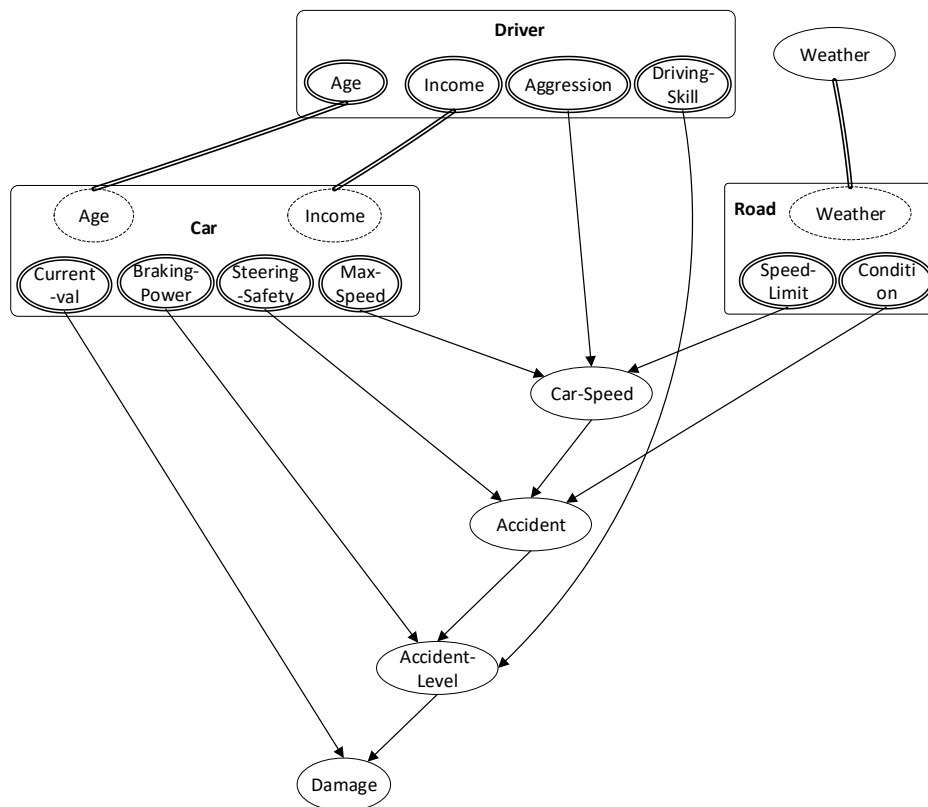 Driver
Weather
Age
Income
Aggression
Driving-
Skill
Age
Income
Car
Road
Weather
Current
-val
Braking-
Power
Steering
-Safety
Max-
Speed
Speed-
Limit
Conditi
on
Car-Speed
Accident
Accident-
Level
Damage